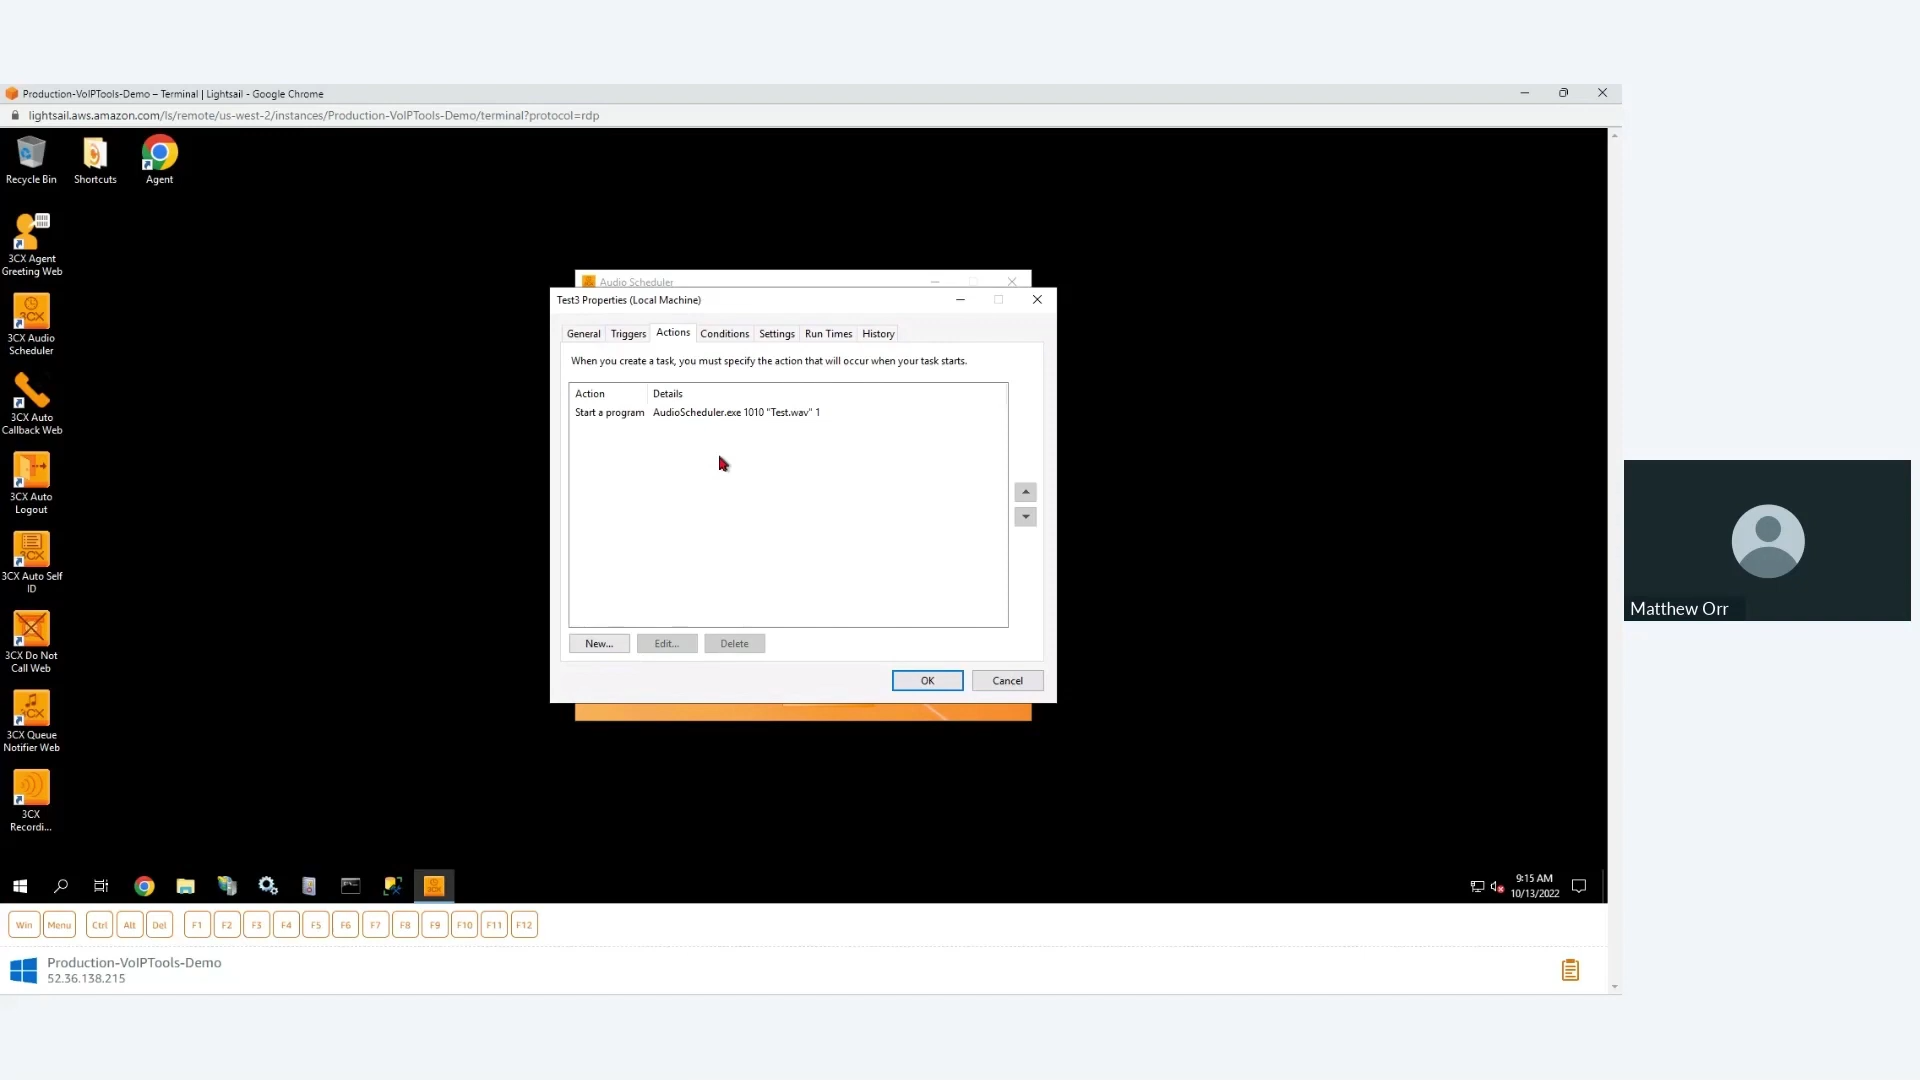 Production-VoIPTools-Demo – Terminal | Lightsail - Google Chrome
lightsail.aws.amazon.com/ls/remote/us-west-2/instances/Production-VoIPTools-Demo/terminal?protocol=rdp
Recycle Bin
Shortcuts
Agent
3CX Agent
Greeting Web
3CX Audio
Scheduler
3CX Auto
Callback Web
3CX Auto
Logout
3CX Auto Self
ID
3CX Do Not
Call Web
3CX Queue
Notifier Web
3CX
Recordi...
Audio Scheduler
Test3 Properties (Local Machine)
General Triggers Actions Conditions Settings Run Times History
When you create a task, you must specify the action that will occur when your task starts.
Action Details
Start a program AudioScheduler.exe 1010 "Test.wav" 1
New... Edit... Delete
OK Cancel
Matthew Orr
9:15 AM
10/13/2022
Win Menu Ctrl Alt Del F1 F2 F3 F4 F5 F6 F7 F8 F9 F10 F11 F12
Production-VoIPTools-Demo
52.36.138.215